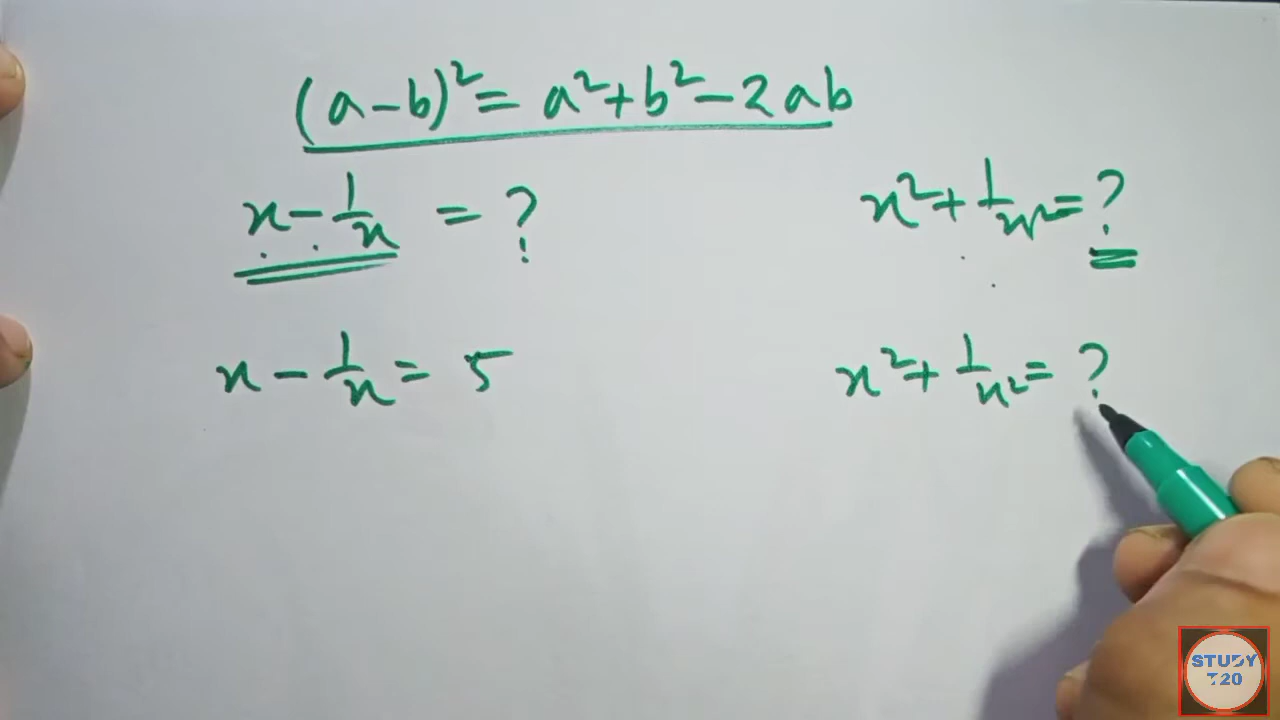 (a-b)²=a²+b²-2ab
x-1/x = ? x²+1/x²=?
x-1/x=5 x²+1/x²=?
STUDY
T20